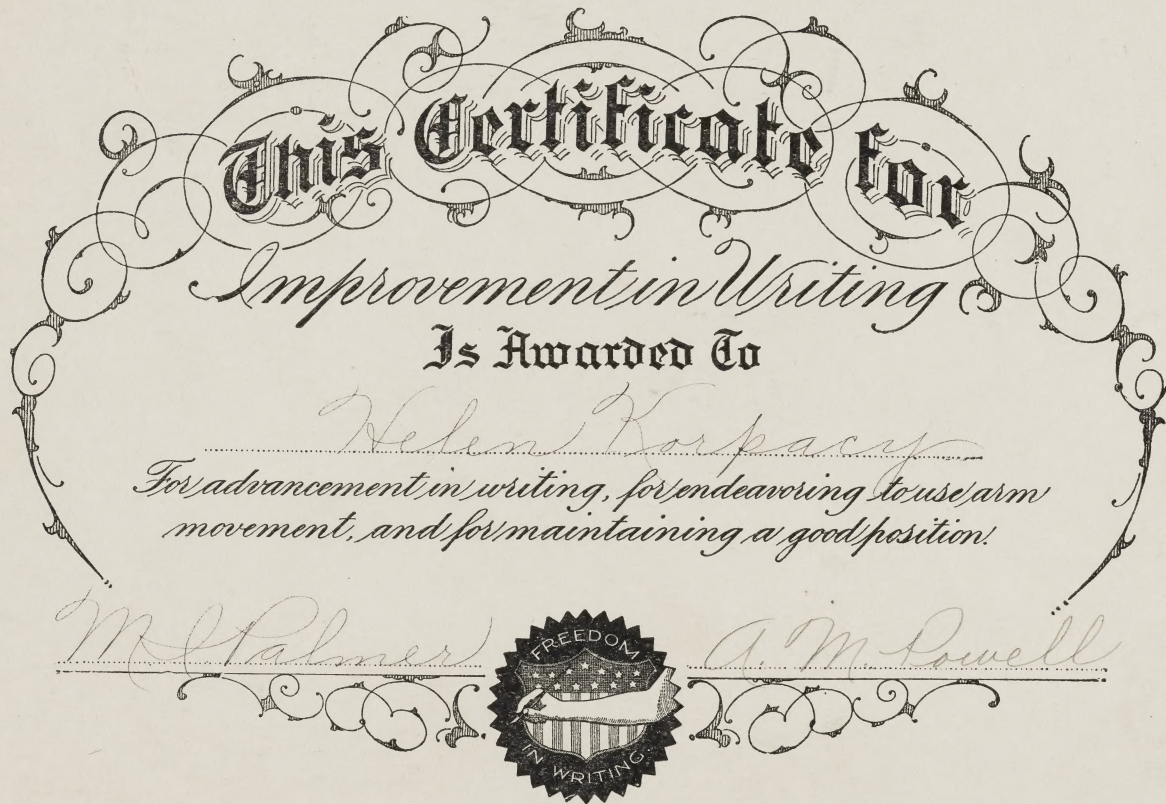 This Certificate for
Improvement in Writing
Is Awarded To
Helen Korpacy
For advancement in writing, for endeavoring to use arm
movement, and for maintaining a good position.
M J Palmer
A. M. Powell
FREEDOM
IN WRITING